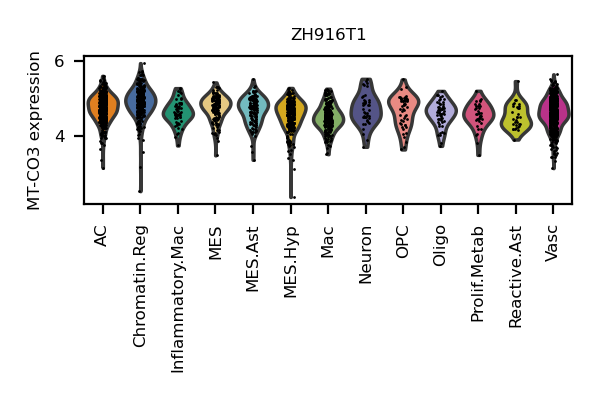 ZH916T1
MT-CO3 expression
6
4
AC
Chromatin.Reg
Inflammatory.Mac
MES
MES.Ast
MES.Hyp
Mac
Neuron
OPC
Oligo
Prolif.Metab
Reactive.Ast
Vasc